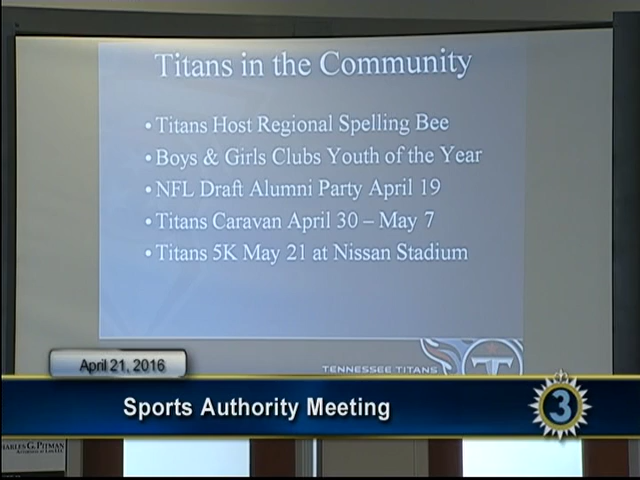 Titans in the Community
• Titans Host Regional Spelling Bee
• Boys & Girls Clubs Youth of the Year
• NFL Draft Alumni Party April 19
• Titans Caravan April 30 – May 7
• Titans 5K May 21 at Nissan Stadium
TENNESSEE TITANS
T
April 21, 2016
Sports Authority Meeting
3
CHARLES G. PITMAN